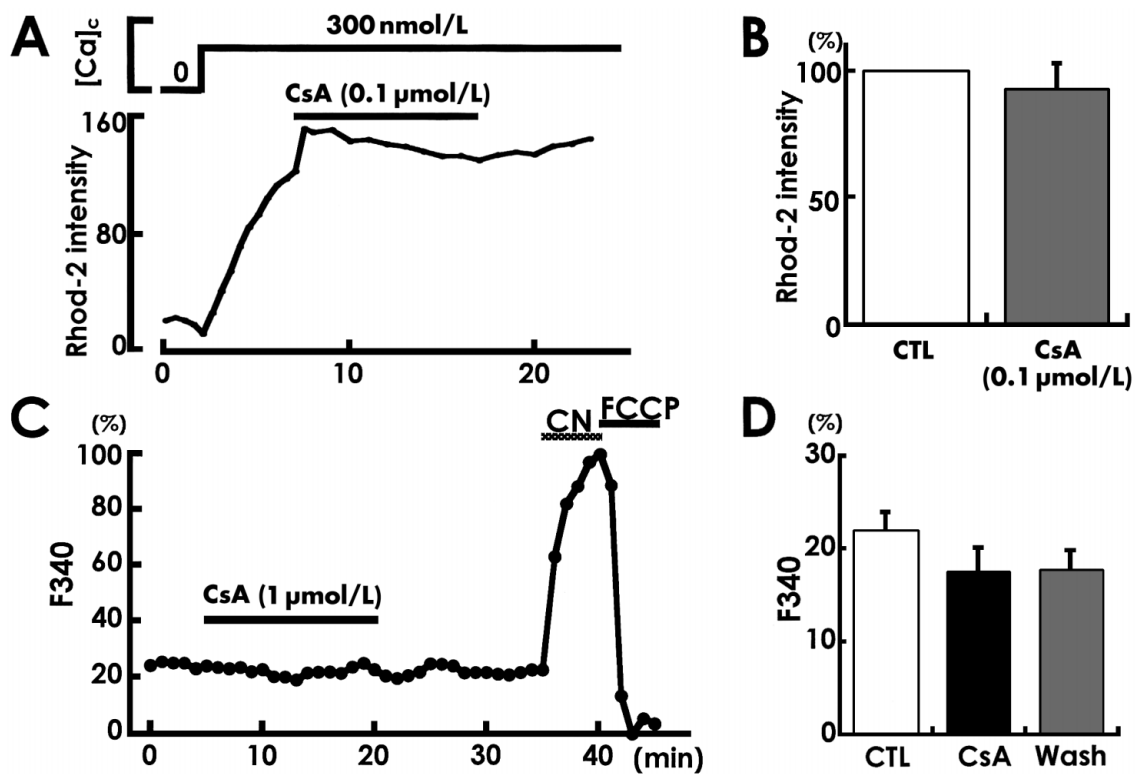 A
[Ca]c
0
300 nmol/L
CsA (0.1 µmol/L)
Rhod-2 intensity
160
80
0
0
10
20
B
(%)
Rhod-2 intensity
100
50
0
CTL
CsA
(0.1 µmol/L)
C
(%)
F340
100
80
60
40
20
0
CsA (1 µmol/L)
CN
FCCP
0
10
20
30
40
(min)
D
(%)
F340
30
20
10
0
CTL
CsA
Wash